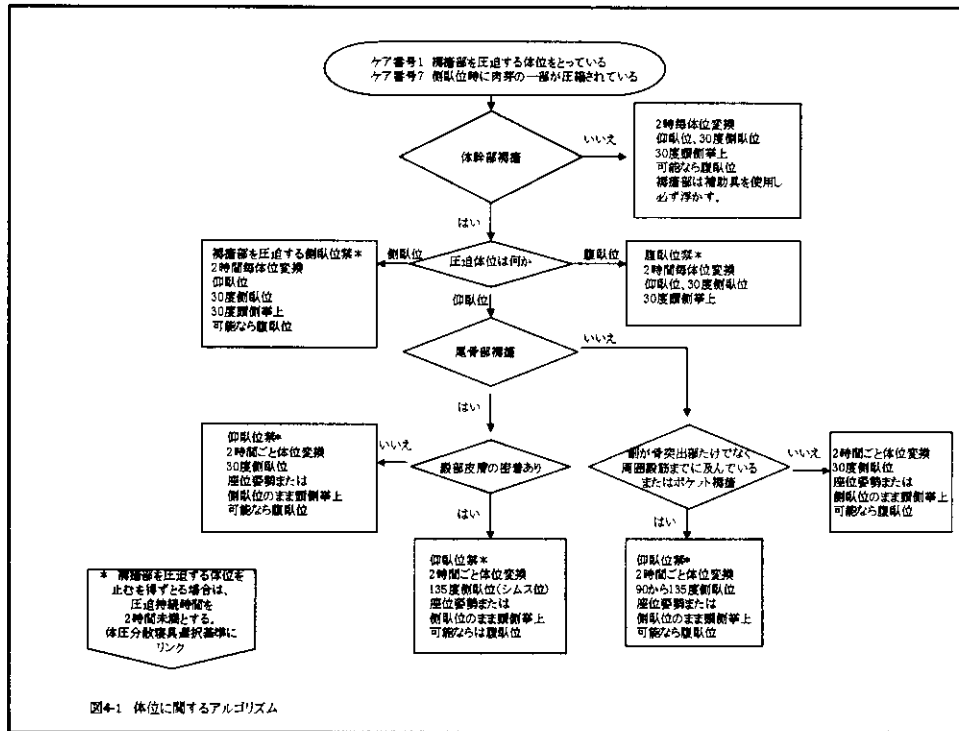 ケア番号1 褥瘡部を圧迫する体位をとっている
ケア番号7 側臥位時に肉芽の一部が圧縮されている
体幹部褥瘡
いいえ
2時毎体位変換
仰臥位、30度側臥位
30度頭側挙上
可能なら腹臥位
褥瘡部は補助具を使用し
必ず浮かす。
はい
圧迫体位は何か
側臥位
褥瘡部を圧迫する側臥位禁*
2時間毎体位変換
仰臥位
30度側臥位
30度頭側挙上
可能なら腹臥位
腹臥位
腹臥位禁*
2時間毎体位変換
仰臥位、30度側臥位
30度頭側挙上
仰臥位
尾骨部褥瘡
いいえ
はい
臀部皮膚の密着あり
いいえ
仰臥位禁*
2時間ごと体位変換
30度側臥位
座位姿勢または
側臥位のまま頭側挙上
可能なら腹臥位
創が骨突出部だけでなく
周囲臀筋までに及んでいる
またはポケット褥瘡
いいえ
2時間ごと体位変換
30度側臥位
座位姿勢または
側臥位のまま頭側挙上
可能なら腹臥位
はい
仰臥位禁*
2時間ごと体位変換
135度側臥位(シムス位)
座位姿勢または
側臥位のまま頭側挙上
可能ならは腹臥位
はい
仰臥位禁*
2時間ごと体位変換
90から135度側臥位
座位姿勢または
側臥位のまま頭側挙上
可能なら腹臥位
* 褥瘡部を圧迫する体位を
止むを得ずとる場合は、
圧迫持続時間を
2時間未満とする。
体圧分散寝具選択基準に
リンク
図4-1 体位に関するアルゴリズム